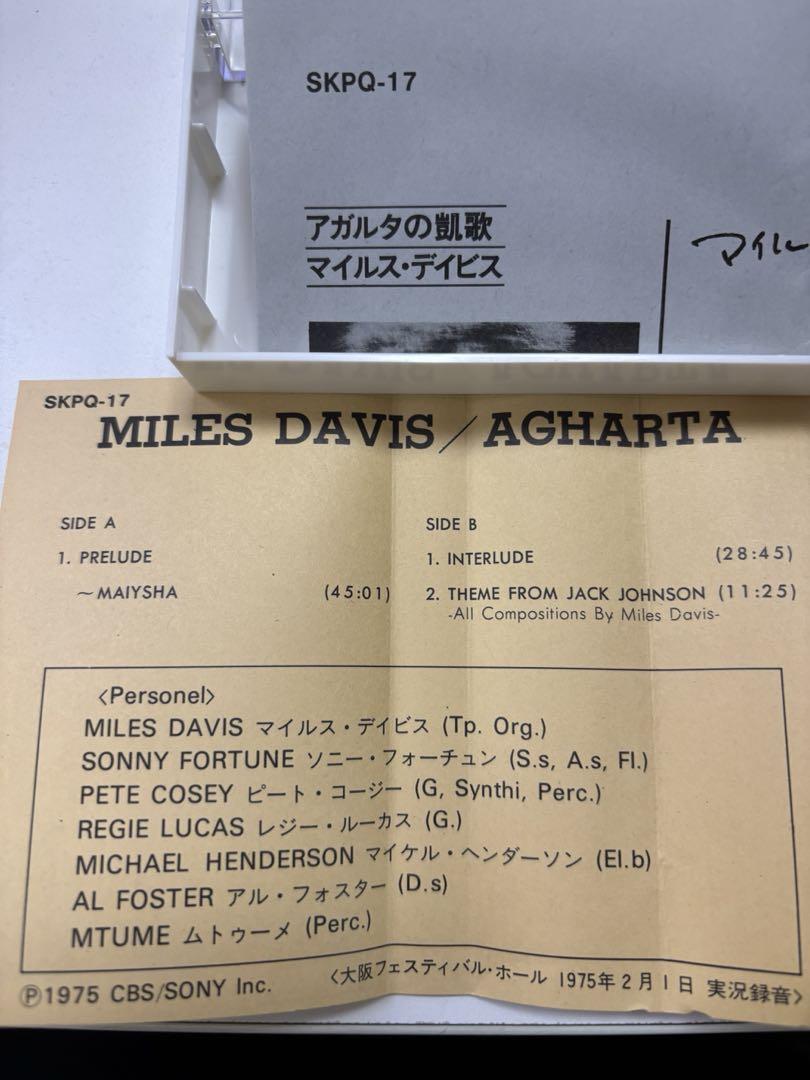 SKPQ-17
アガルタの凱歌
マイルス・デイビス
マイル
SKPQ-17
MILES DAVIS/AGHARTA
SIDE A
1. PRELUDE
~MAIYSHA (45:01)
SIDE B
1. INTERLUDE (28:45)
2. THEME FROM JACK JOHNSON (11:25)
-All Compositions By Miles Davis-
<Personel>
MILES DAVIS マイルス・デイビス (Tp. Org.)
SONNY FORTUNE ソニー・フォーチュン (S.s, A.s, Fl.)
PETE COSEY ピート・コージー (G, Synthi, Perc.)
REGIE LUCAS レジー・ルーカス (G.)
MICHAEL HENDERSON マイケル・ヘンダーソン (El.b)
AL FOSTER アル・フォスター (D.s)
MTUME ムトゥーメ (Perc.)
Ⓟ1975 CBS/SONY Inc. <大阪フェスティバル・ホール 1975年2月1日 実況録音>